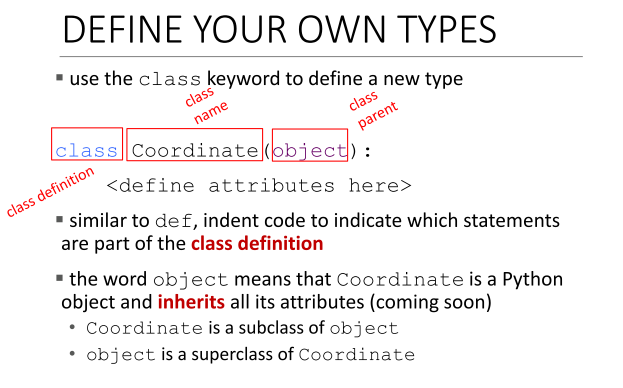 DEFINE YOUR OWN TYPES
▪ use the class keyword to define a new type
class
name
class
parent
class Coordinate(object):
class definition
<define attributes here>
▪ similar to def, indent code to indicate which statements
are part of the class definition
▪ the word object means that Coordinate is a Python
object and inherits all its attributes (coming soon)
• Coordinate is a subclass of object
• object is a superclass of Coordinate